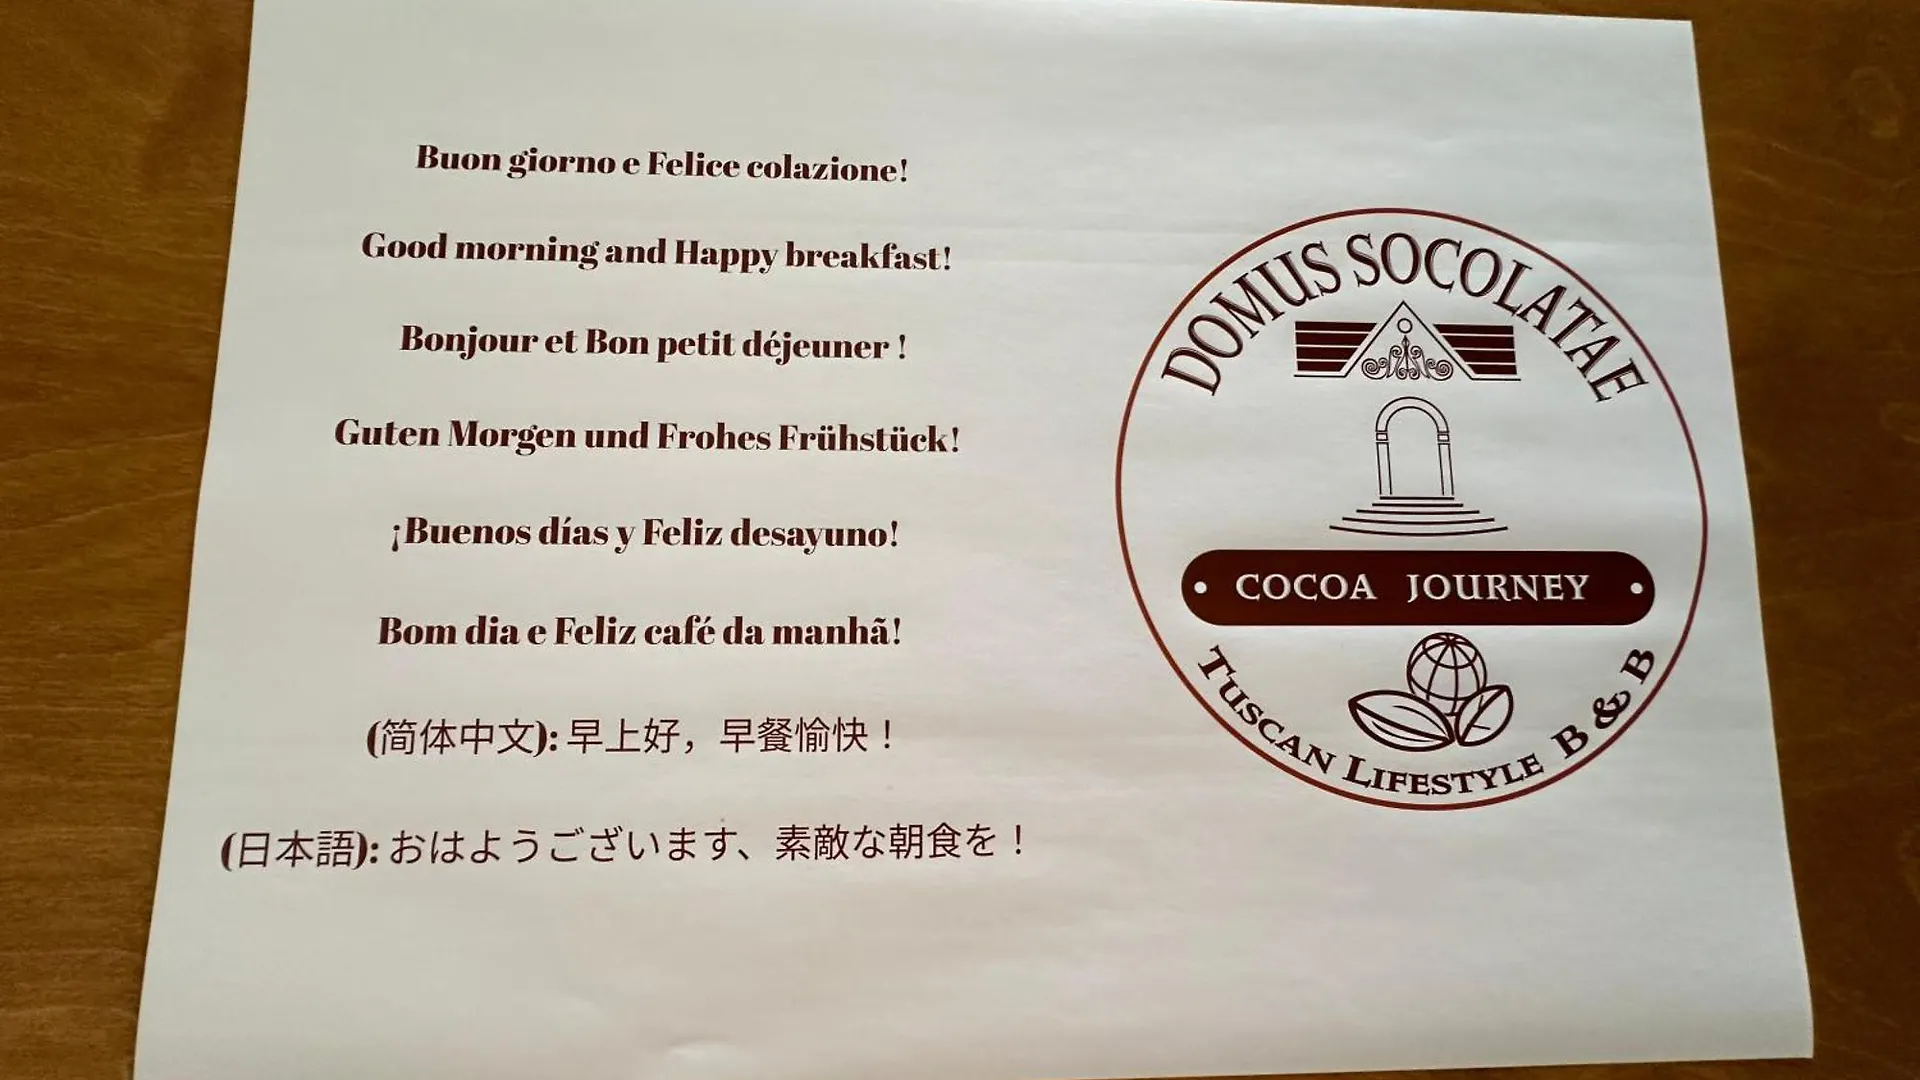 Buon giorno e Felice colazione!
Good morning and Happy breakfast!
Bonjour et Bon petit déjeuner !
Guten Morgen und Frohes Frühstück!
¡Buenos días y Feliz desayuno!
Bom dia e Feliz café da manhã!
(简体中文): 早上好，早餐愉快！
(日本語): おはようございます、素敵な朝食を！
DOMUS SOCOLATAE
COCOA JOURNEY
TUSCAN LIFESTYLE B & B